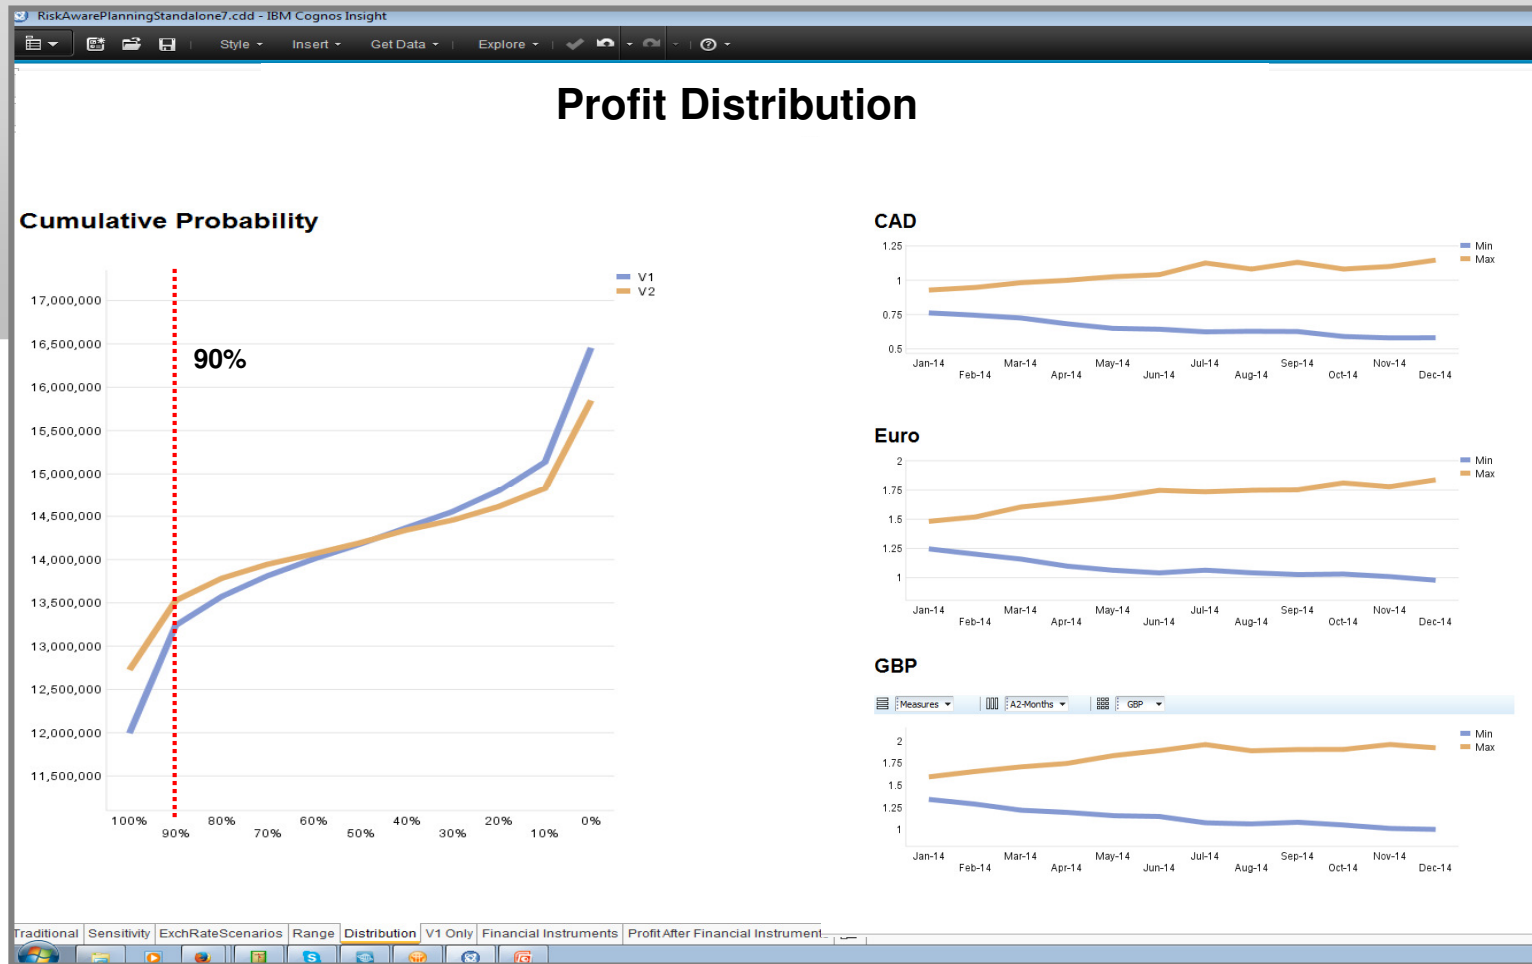 RiskAwarePlanningStandalone7.cdd - IBM Cognos Insight
Style Insert Get Data Explore
Profit Distribution
Cumulative Probability
V1
V2
17,000,000
16,500,000
16,000,000
15,500,000
15,000,000
14,500,000
14,000,000
13,500,000
13,000,000
12,500,000
12,000,000
11,500,000
90%
100% 80% 60% 40% 20% 0%
90% 70% 50% 30% 10%
CAD
Min
Max
1.25
1
0.75
0.5
Jan-14 Mar-14 May-14 Jul-14 Sep-14 Nov-14
Feb-14 Apr-14 Jun-14 Aug-14 Oct-14 Dec-14
Euro
Min
Max
2
1.75
1.5
1.25
1
Jan-14 Mar-14 May-14 Jul-14 Sep-14 Nov-14
Feb-14 Apr-14 Jun-14 Aug-14 Oct-14 Dec-14
GBP
Measures A2-Months GBP
Min
Max
2
1.75
1.5
1.25
1
Jan-14 Mar-14 May-14 Jul-14 Sep-14 Nov-14
Feb-14 Apr-14 Jun-14 Aug-14 Oct-14 Dec-14
Traditional Sensitivity ExchRateScenarios Range Distribution V1 Only Financial Instruments Profit After Financial Instrument